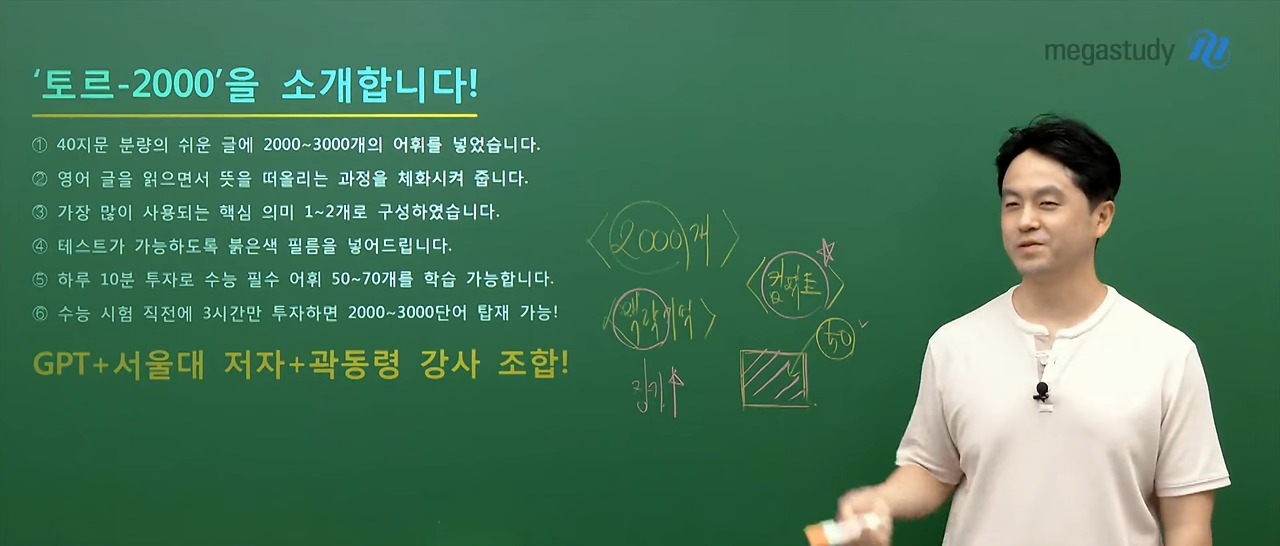 megastudy
‘토르-2000’을 소개합니다!
① 40지문 분량의 쉬운 글에 2000~3000개의 어휘를 넣었습니다.
② 영어 글을 읽으면서 뜻을 떠올리는 과정을 체화시켜 줍니다.
③ 가장 많이 사용되는 핵심 의미 1~2개로 구성하였습니다.
④ 테스트가 가능하도록 붉은색 필름을 넣어드립니다.
⑤ 하루 10분 투자로 수능 필수 어휘 50~70개를 학습 가능합니다.
⑥ 수능 시험 직전에 3시간만 투자하면 2000~3000단어 탑재 가능!
GPT+서울대 저자+곽동령 강사 조합!
<2000개>
<맥락기억>
장기↑
50